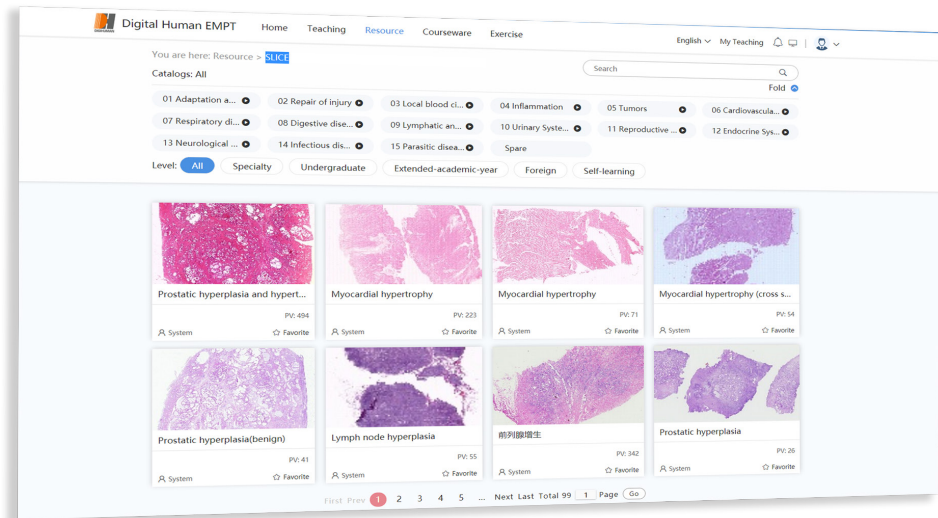 Digital Human EMPT
Home Teaching Resource Courseware Exercise
English My Teaching
You are here: Resource > SLICE
Search
Catalogs: All
Fold
01 Adaptation a... 02 Repair of injury 03 Local blood ci... 04 Inflammation 05 Tumors 06 Cardiovascula...
07 Respiratory di... 08 Digestive dise... 09 Lymphatic an... 10 Urinary Syste... 11 Reproductive ... 12 Endocrine Sys...
13 Neurological ... 14 Infectious dis... 15 Parasitic disea... Spare
Level: All Specialty Undergraduate Extended-academic-year Foreign Self-learning
Prostatic hyperplasia and hypert... Myocardial hypertrophy Myocardial hypertrophy Myocardial hypertrophy (cross s...
PV: 494 PV: 223 PV: 71 PV: 54
System Favorite System Favorite System Favorite System Favorite
Prostatic hyperplasia(benign) Lymph node hyperplasia 前列腺增生 Prostatic hyperplasia
PV: 41 PV: 55 PV: 342 PV: 26
System Favorite System Favorite System Favorite System Favorite
First Prev 1 2 3 4 5 ... Next Last Total 99 1 Page Go